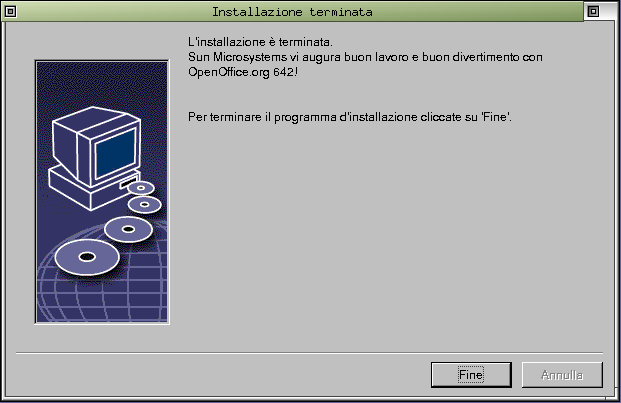 Installazione terminata
L'installazione è terminata.
Sun Microsystems vi augura buon lavoro e buon divertimento con
OpenOffice.org 642!
Per terminare il programma d'installazione cliccate su 'Fine'.
Fine
Annulla